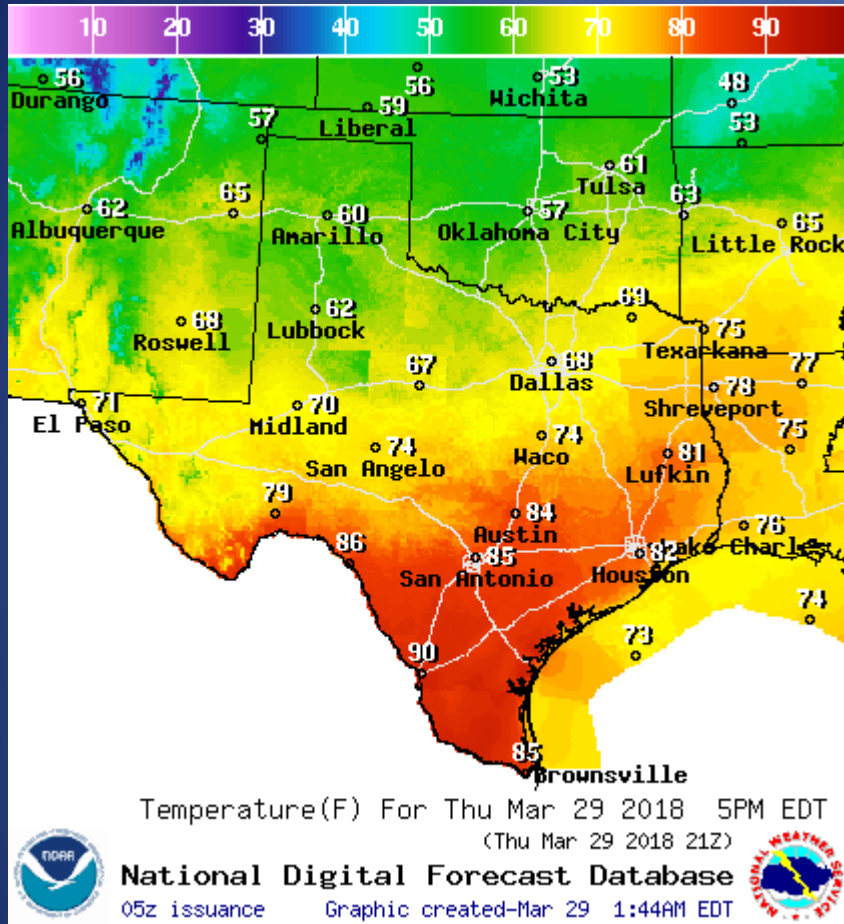 10 20 30 40 50 60 70 80 90
56
Durango
56
53
Wichita
48
59
Liberal
57
53
61
Tulsa
62
Albuquerque
65
60
Amarillo
57
Oklahoma City
63
65
Little Rock
68
Roswell
62
Lubbock
69
75
Texarkana
67
68
Dallas
78
Shreveport
77
71
El Paso
70
Midland
74
San Angelo
74
Waco
81
Lufkin
75
79
84
Austin
76
Lake Charles
86
85
San Antonio
82
Houston
74
73
90
85
Brownsville
Temperature(F) For Thu Mar 29 2018 5PM EDT
(Thu Mar 29 2018 21Z)
NOAA
National Digital Forecast Database
05z issuance Graphic created-Mar 29 1:44AM EDT
NATIONAL WEATHER SERVICE